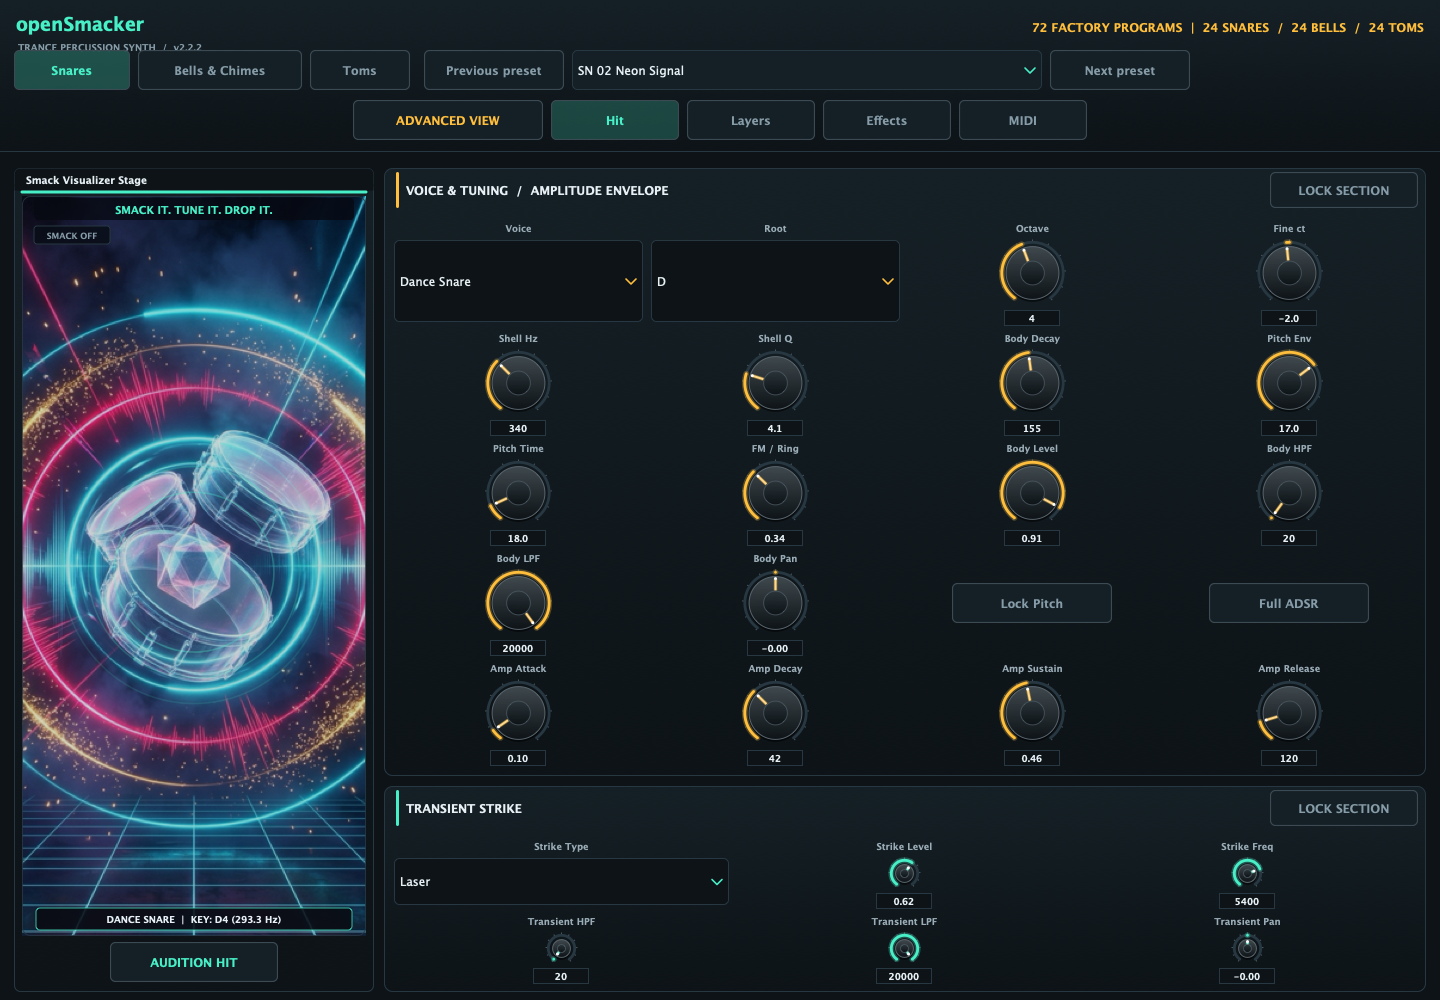 openSmacker
TRANCE PERCUSSION SYNTH / v2.2.2
72 FACTORY PROGRAMS | 24 SNARES / 24 BELLS / 24 TOMS
Snares
Bells & Chimes
Toms
Previous preset
SN 02 Neon Signal
Next preset
ADVANCED VIEW
Hit
Layers
Effects
MIDI
Smack Visualizer Stage
SMACK IT. TUNE IT. DROP IT.
SMACK OFF
DANCE SNARE | KEY: D4 (293.3 Hz)
AUDITION HIT
VOICE & TUNING / AMPLITUDE ENVELOPE
LOCK SECTION
Voice
Root
Octave
Fine ct
Dance Snare
D
4
-2.0
Shell Hz
Shell Q
Body Decay
Pitch Env
340
4.1
155
17.0
Pitch Time
FM / Ring
Body Level
Body HPF
18.0
0.34
0.91
20
Body LPF
Body Pan
Lock Pitch
Full ADSR
20000
-0.00
Amp Attack
Amp Decay
Amp Sustain
Amp Release
0.10
42
0.46
120
TRANSIENT STRIKE
LOCK SECTION
Strike Type
Strike Level
Strike Freq
Laser
0.62
5400
Transient HPF
Transient LPF
Transient Pan
20
20000
-0.00